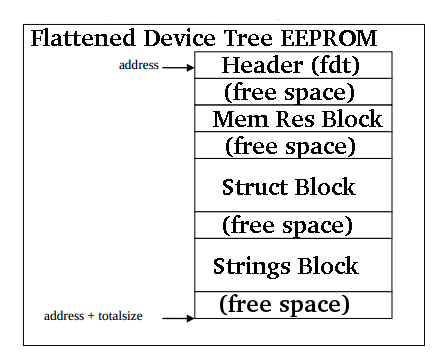 Flattened Device Tree EEPROM
address
Header (fdt)
(free space)
Mem Res Block
(free space)
Struct Block
(free space)
Strings Block
(free space)
address + totalsize